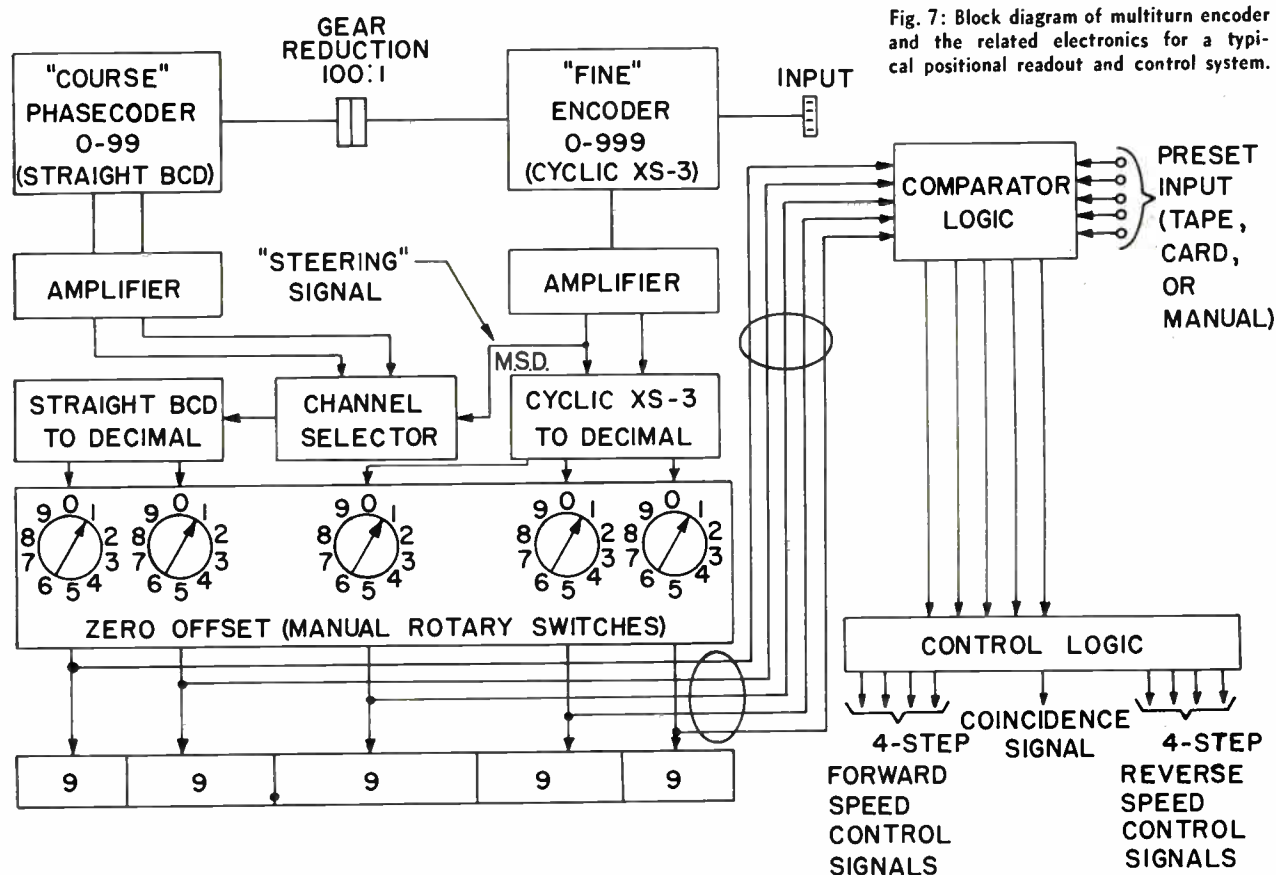 Fig. 7: Block diagram of multiturn encoder
and the related electronics for a typi-
cal positional readout and control system.
GEAR
REDUCTION
100:1
"COURSE"
PHASECODER
0-99
(STRAIGHT BCD)
"FINE"
ENCODER
0-999
(CYCLIC XS-3)
INPUT
COMPARATOR
LOGIC
PRESET
INPUT
(TAPE,
CARD,
OR
MANUAL)
AMPLIFIER
"STEERING"
SIGNAL
AMPLIFIER
M.S.D.
STRAIGHT BCD
TO DECIMAL
CHANNEL
SELECTOR
CYCLIC XS-3
TO DECIMAL
0 1 2 3 4 5 6 7 8 9
0 1 2 3 4 5 6 7 8 9
0 1 2 3 4 5 6 7 8 9
0 1 2 3 4 5 6 7 8 9
0 1 2 3 4 5 6 7 8 9
ZERO OFFSET (MANUAL ROTARY SWITCHES)
9 9 9 9 9
CONTROL LOGIC
4-STEP
FORWARD
SPEED
CONTROL
SIGNALS
COINCIDENCE
SIGNAL
4-STEP
REVERSE
SPEED
CONTROL
SIGNALS